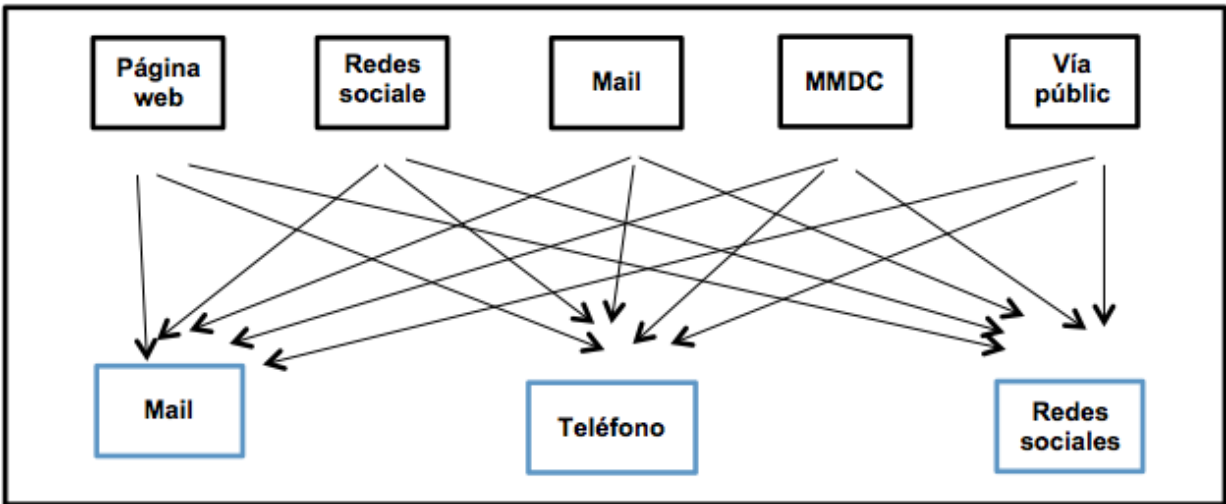 Página
web
Redes
sociale
Mail
MMDC
Vía
públic
Mail
Teléfono
Redes
sociales